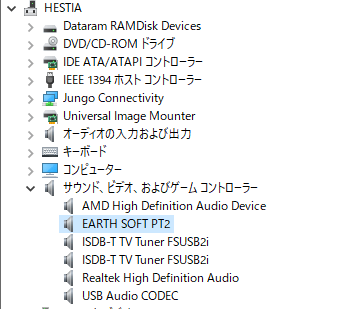 HESTIA
Dataram RAMDisk Devices
DVD/CD-ROM ドライブ
IDE ATA/ATAPI コントローラー
IEEE 1394 ホスト コントローラー
Jungo Connectivity
Universal Image Mounter
オーディオの入力および出力
キーボード
コンピューター
サウンド、ビデオ、およびゲーム コントローラー
AMD High Definition Audio Device
EARTH SOFT PT2
ISDB-T TV Tuner FSUSB2i
ISDB-T TV Tuner FSUSB2i
Realtek High Definition Audio
USB Audio CODEC